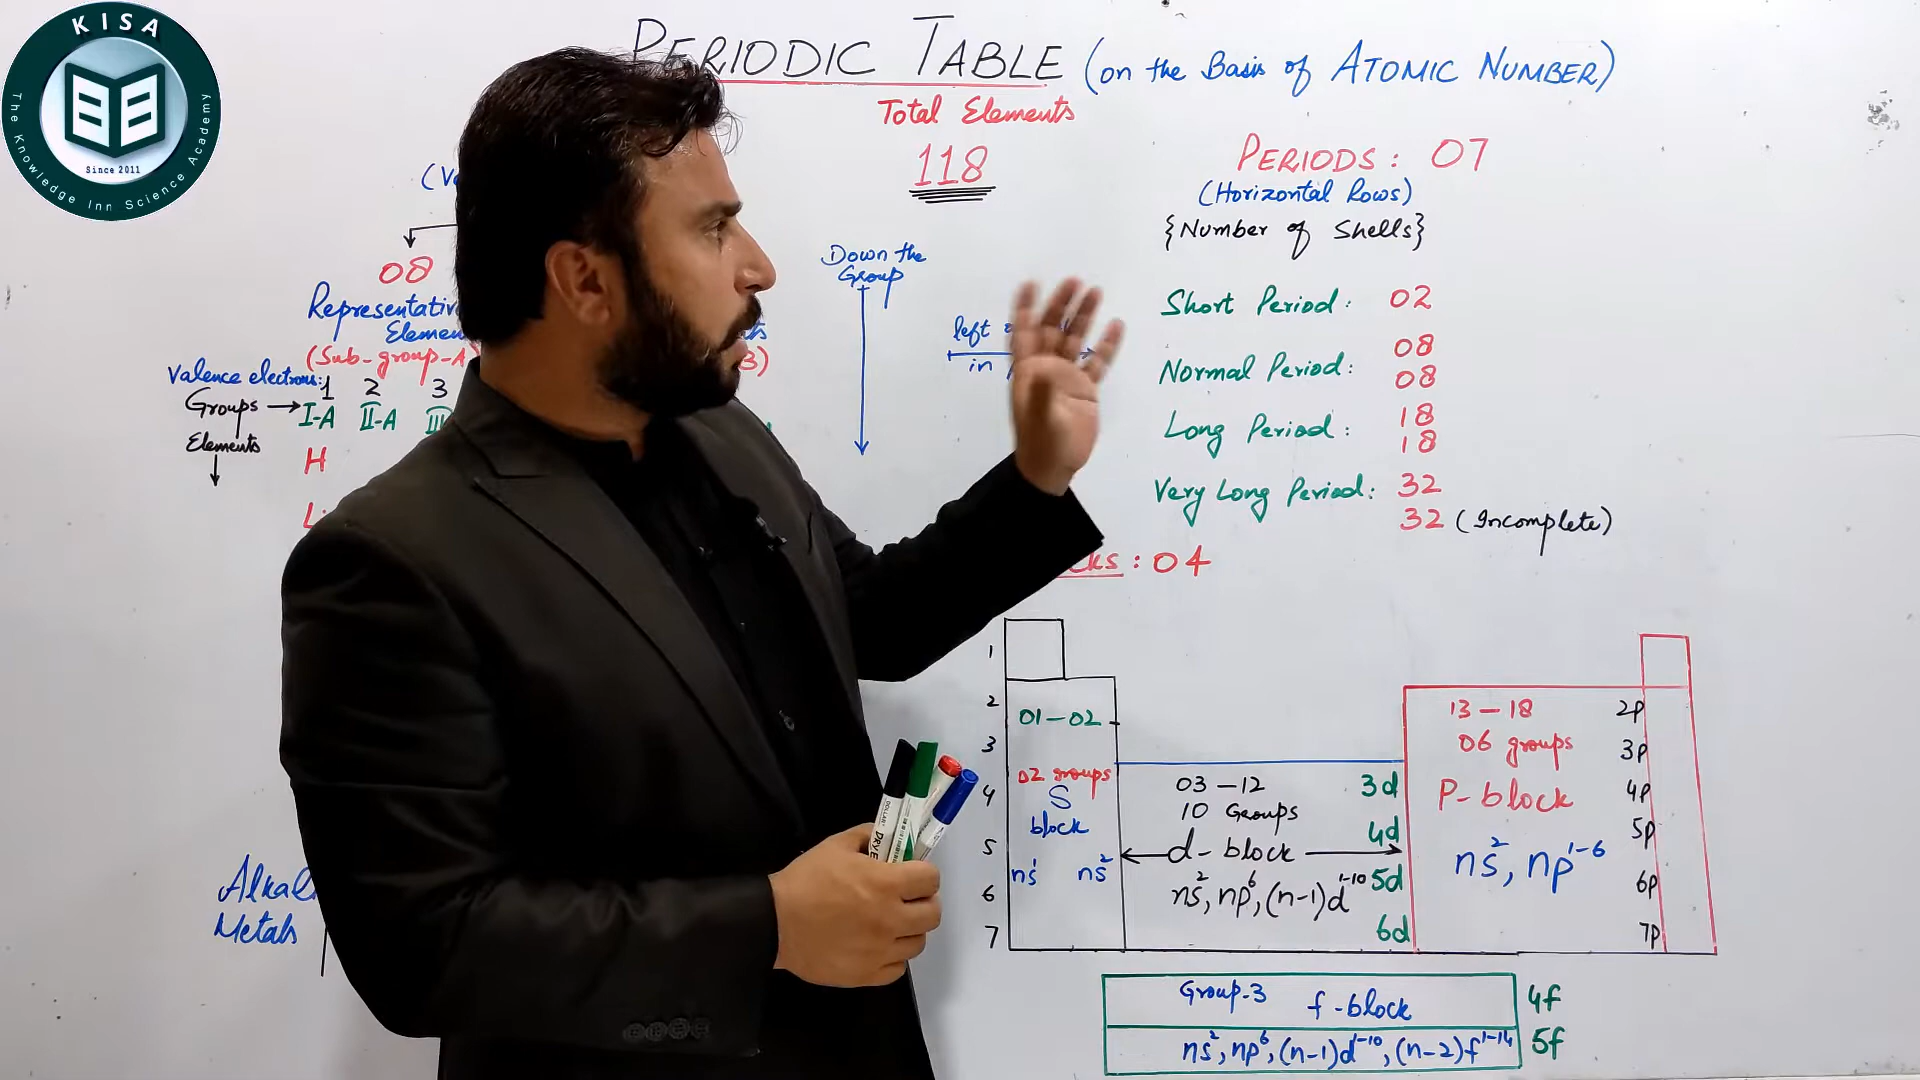 KISA
Since 2011
The Knowledge Inn Science Academy
PERIODIC TABLE (on the Basis of ATOMIC NUMBER)
Total Elements
118
08
Elemen
(Sub-group-A)
Valence electrons: 1 2 3
Groups → I-A II-A III
Elements
H
Alkali
Metals
Down the
Group
left
in
PERIODS: 07
(Horizontal Rows)
{Number of Shells}
Short Period: 02
Normal Period: 08
08
Long Period: 18
18
Very Long Period: 32
32 (Incomplete)
: 04
1
2
3
4
5
6
7
01-02
02 groups
S
block
ns¹ ns²
03-12
10 Groups
d-block
ns², np⁶, (n-1)d¹⁻¹⁰
3d
4d
5d
6d
13-18
06 groups
P-block
ns², np¹⁻⁶
2p
3p
4p
5p
6p
7p
Group-3 f-block 4f
ns², np⁶, (n-1)d¹⁻¹⁰, (n-2)f¹⁻¹⁴ 5f
DRY E